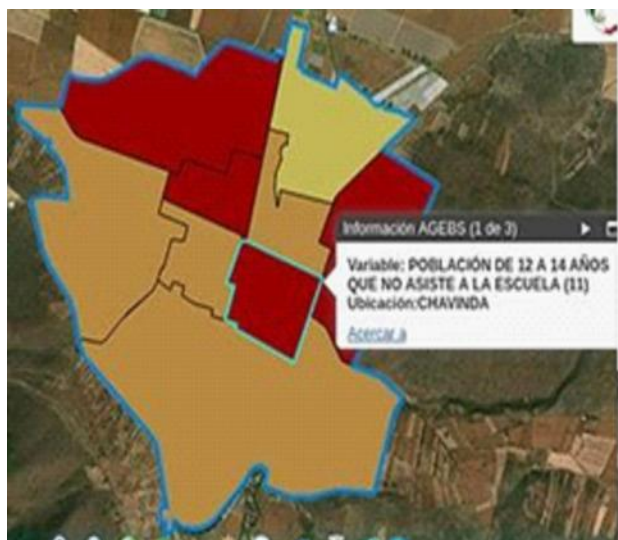 Información AGEBS (1 de 3)
Variable: POBLACIÓN DE 12 A 14 AÑOS
QUE NO ASISTE A LA ESCUELA (11)
Ubicación:CHAVINDA
Acercar a